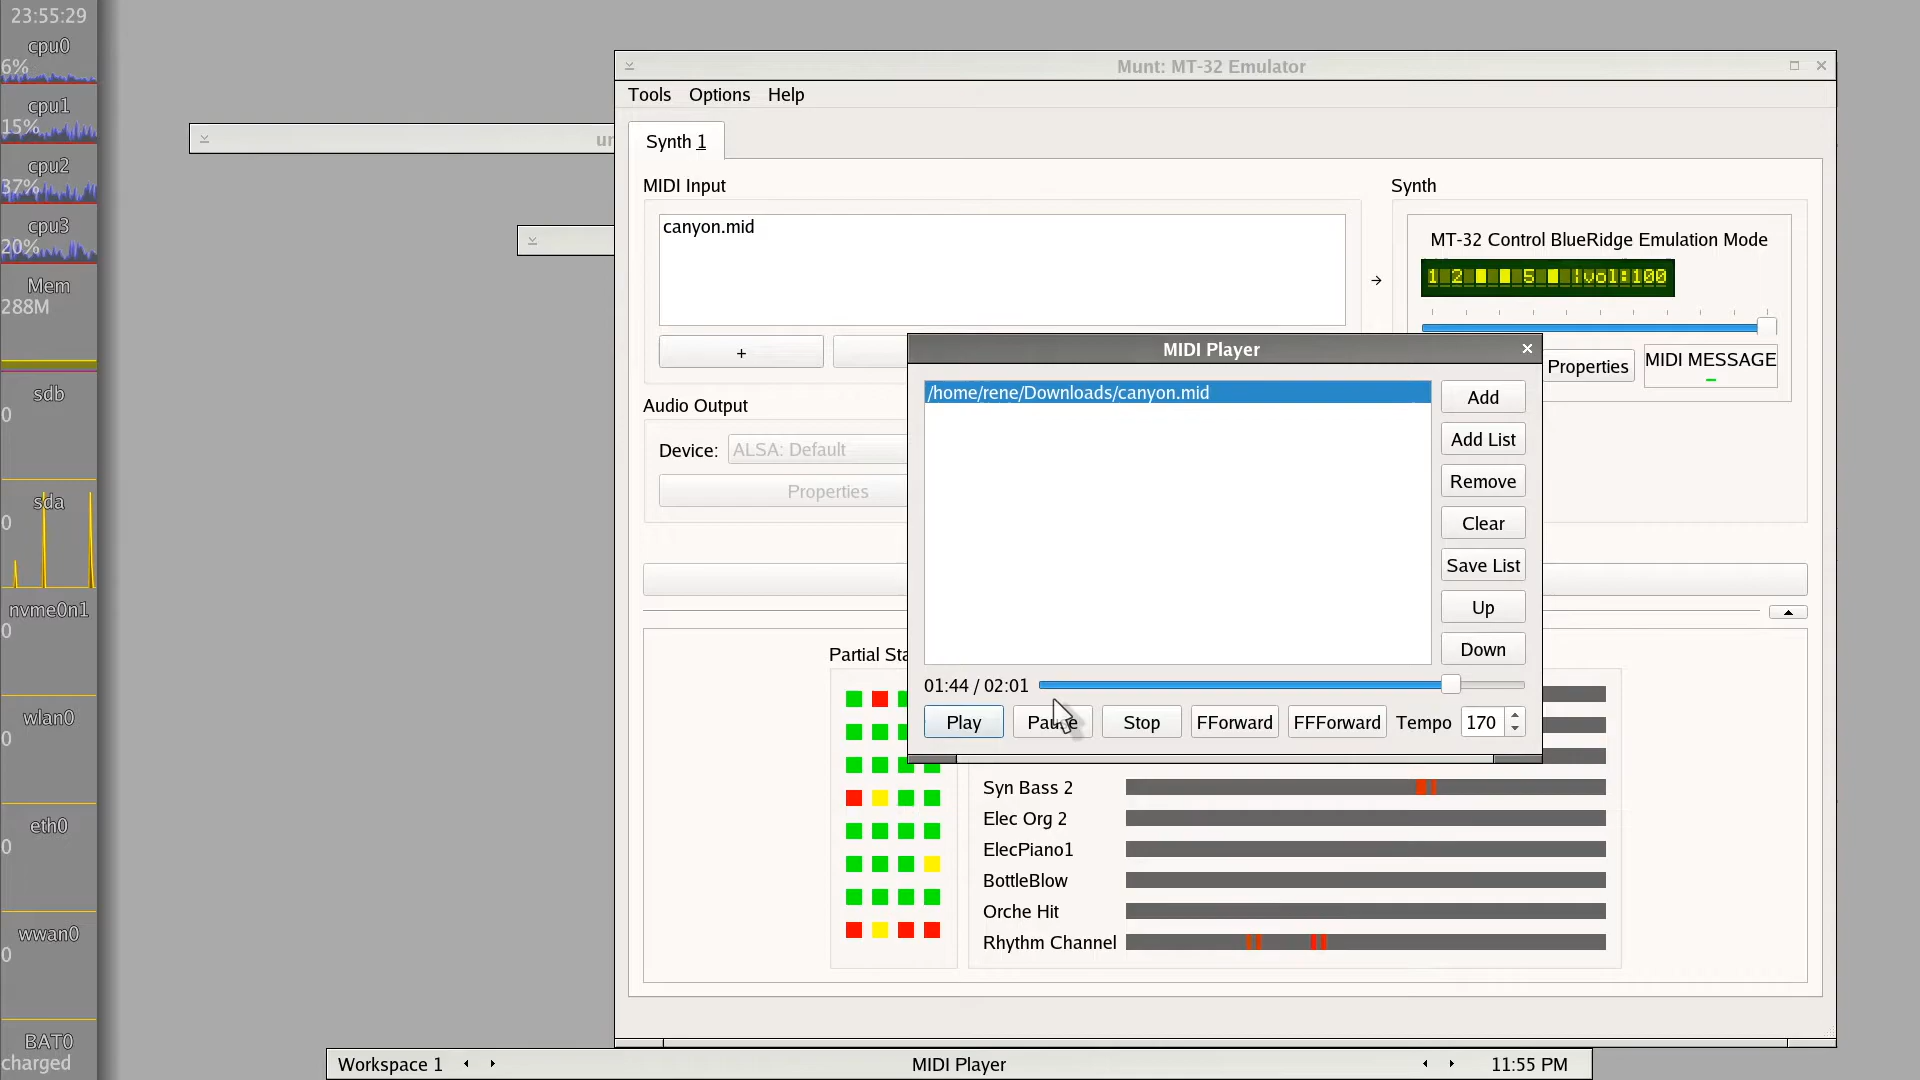 23:55:29
cpu0
6%
cpu1
15%
cpu2
37%
cpu3
20%
Mem
288M
sdb
0
sda
0
nvme0n1
0
wlan0
0
eth0
0
wwan0
0
BAT0
charged
Munt: MT-32 Emulator
Tools Options Help
Synth 1
MIDI Input
canyon.mid
+
Audio Output
Device: ALSA: Default
Properties
Synth
MT-32 Control BlueRidge Emulation Mode
1 2 5 |vol:100
Properties
MIDI MESSAGE
MIDI Player
/home/rene/Downloads/canyon.mid
Add
Add List
Remove
Clear
Save List
Up
Down
01:44 / 02:01
Play Pause Stop FForward FFForward Tempo 170
Partial Sta
Syn Bass 2
Elec Org 2
ElecPiano1
BottleBlow
Orche Hit
Rhythm Channel
Workspace 1 MIDI Player 11:55 PM